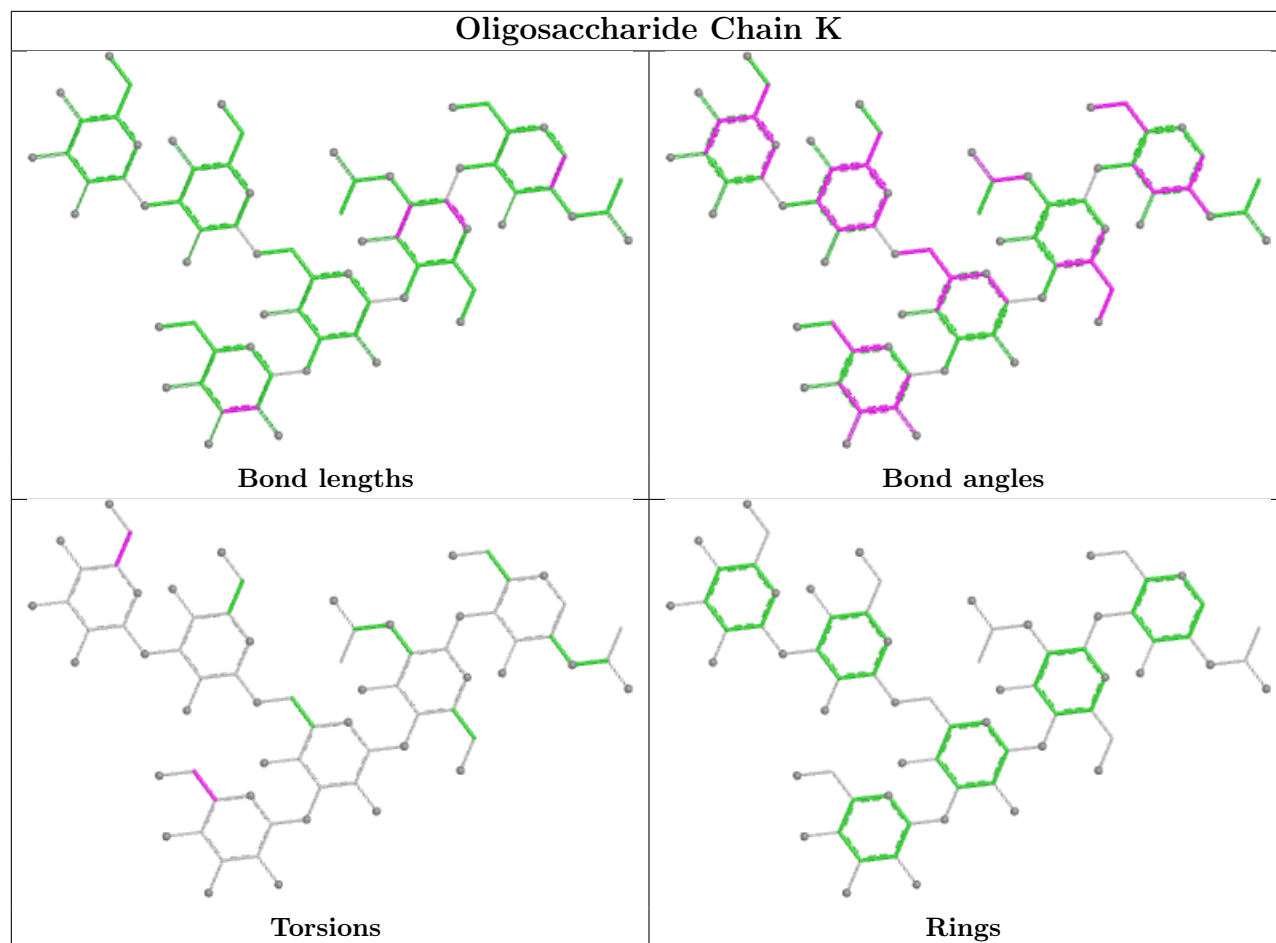 Oligosaccharide Chain K
Bond lengths
Bond angles
Torsions
Rings